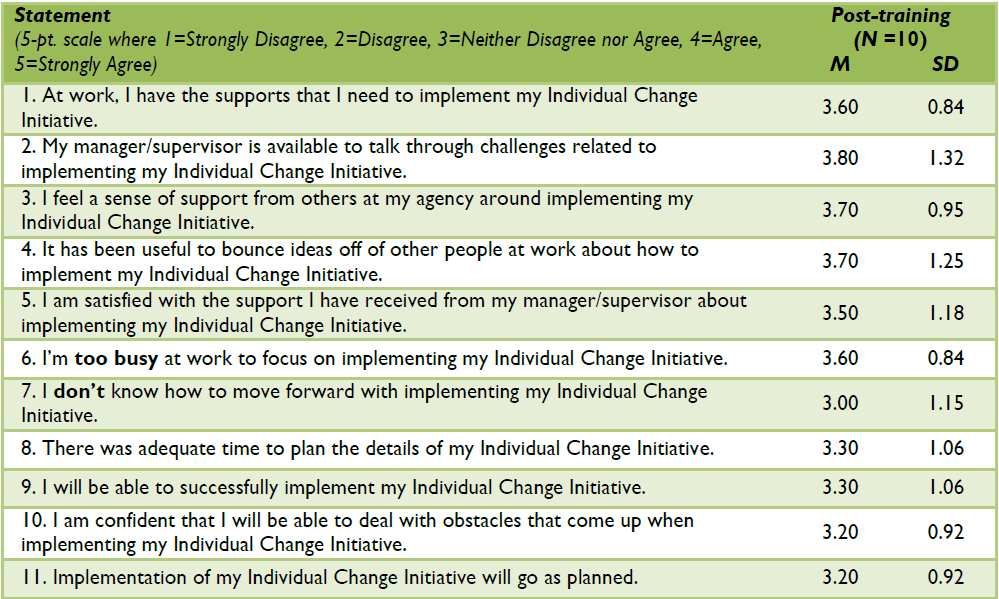 Statement
(5-pt. scale where 1=Strongly Disagree, 2=Disagree, 3=Neither Disagree nor Agree, 4=Agree,
5=Strongly Agree)
Post-training
(N =10)
M SD
1. At work, I have the supports that I need to implement my Individual Change
Initiative.
3.60 0.84
2. My manager/supervisor is available to talk through challenges related to
implementing my Individual Change Initiative.
3.80 1.32
3. I feel a sense of support from others at my agency around implementing my
Individual Change Initiative.
3.70 0.95
4. It has been useful to bounce ideas off of other people at work about how to
implement my Individual Change Initiative.
3.70 1.25
5. I am satisfied with the support I have received from my manager/supervisor about
implementing my Individual Change Initiative.
3.50 1.18
6. I’m too busy at work to focus on implementing my Individual Change Initiative. 3.60 0.84
7. I don’t know how to move forward with implementing my Individual Change
Initiative.
3.00 1.15
8. There was adequate time to plan the details of my Individual Change Initiative. 3.30 1.06
9. I will be able to successfully implement my Individual Change Initiative. 3.30 1.06
10. I am confident that I will be able to deal with obstacles that come up when
implementing my Individual Change Initiative.
3.20 0.92
11. Implementation of my Individual Change Initiative will go as planned. 3.20 0.92